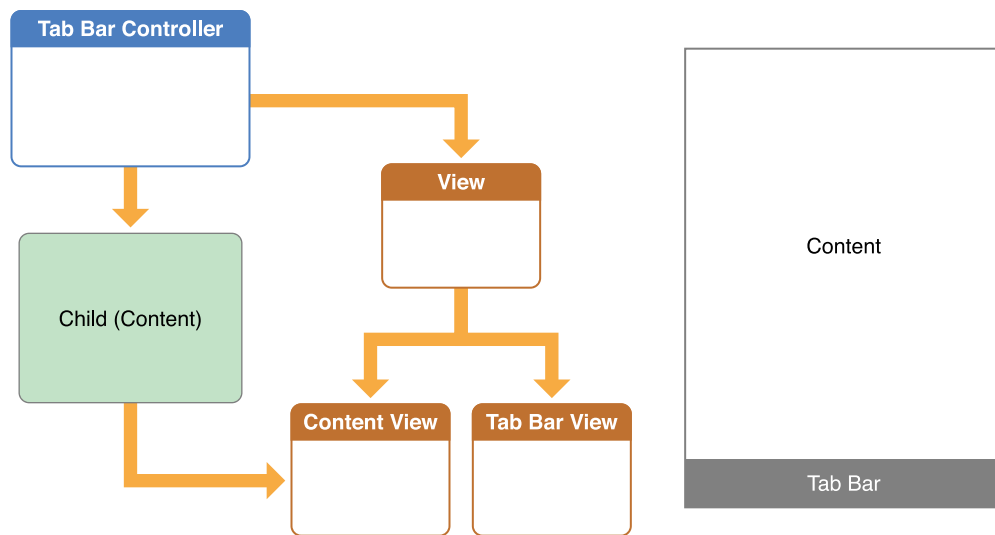 Tab Bar Controller
View
Child (Content)
Content View
Tab Bar View
Content
Tab Bar